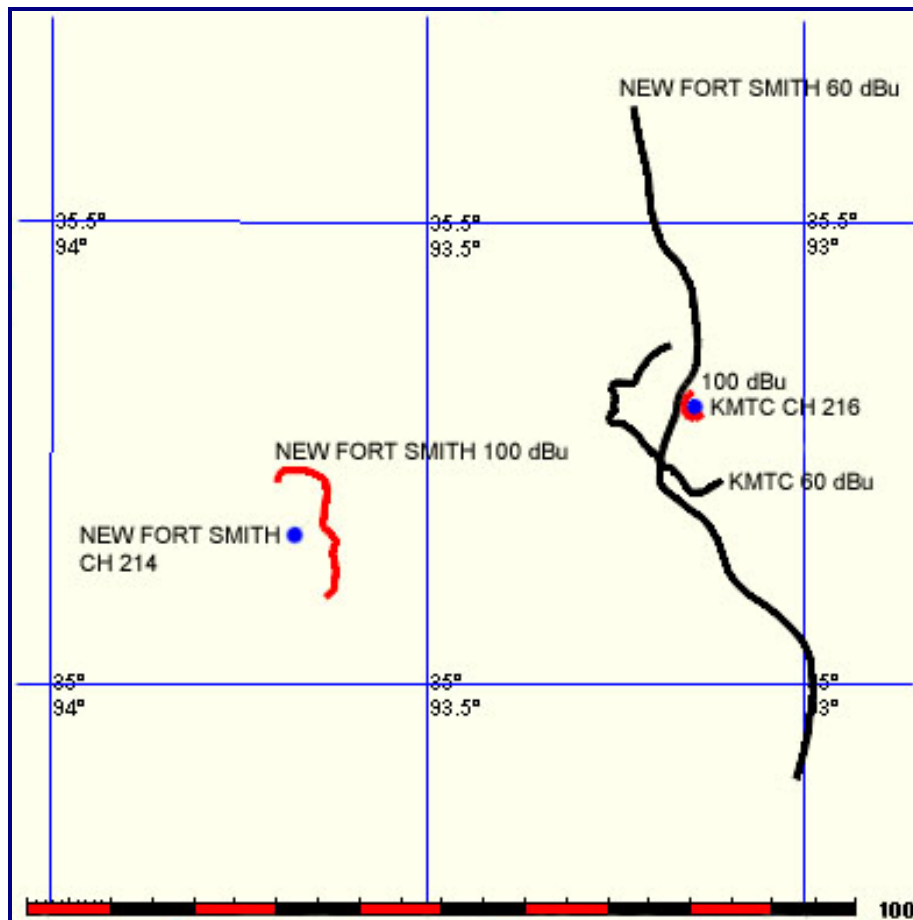 NEW FORT SMITH 60 dBu
35.5°
94°
35.5°
93.5°
35.5°
93°
100 dBu
KMTC CH 216
NEW FORT SMITH 100 dBu
KMTC 60 dBu
NEW FORT SMITH
CH 214
35°
94°
35°
93.5°
100